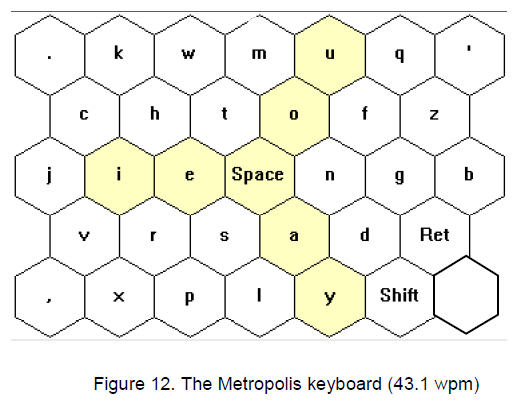 . k w m u q '
c h t o f z
j i e Space n g b
v r s a d Ret
, x p l y Shift
Figure 12. The Metropolis keyboard (43.1 wpm)